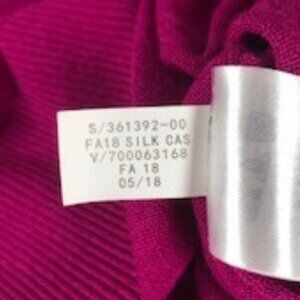 S/361392-00
FA18 SILK CAS
V/700063168
FA 18
05/18